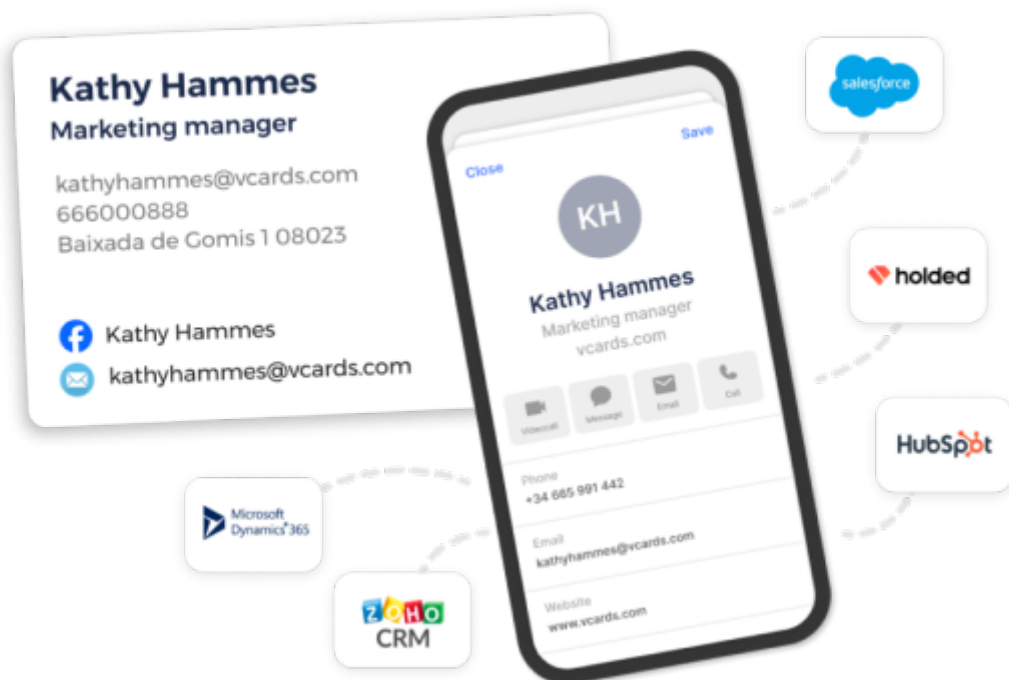 Kathy Hammes
Marketing manager
kathyhammes@vcards.com
666000888
Baixada de Gomis 1 08023
Kathy Hammes
kathyhammes@vcards.com
Close
Save
KH
Kathy Hammes
Marketing manager
vcards.com
Videocall
Message
Email
Call
Phone
+34 665 991 442
Email
kathyhammes@vcards.com
Website
www.vcards.com
salesforce
holded
HubSpot
Microsoft
Dynamics 365
ZOHO
CRM